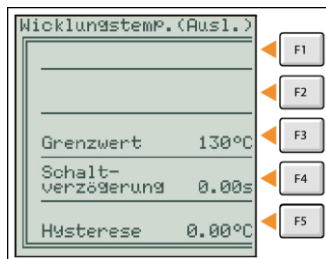 Wicklungstemp.(Ausl.)
F1
F2
Grenzwert 130°C
F3
Schalt-
verzögerung 0.00s
F4
Hysterese 0.00°C
F5